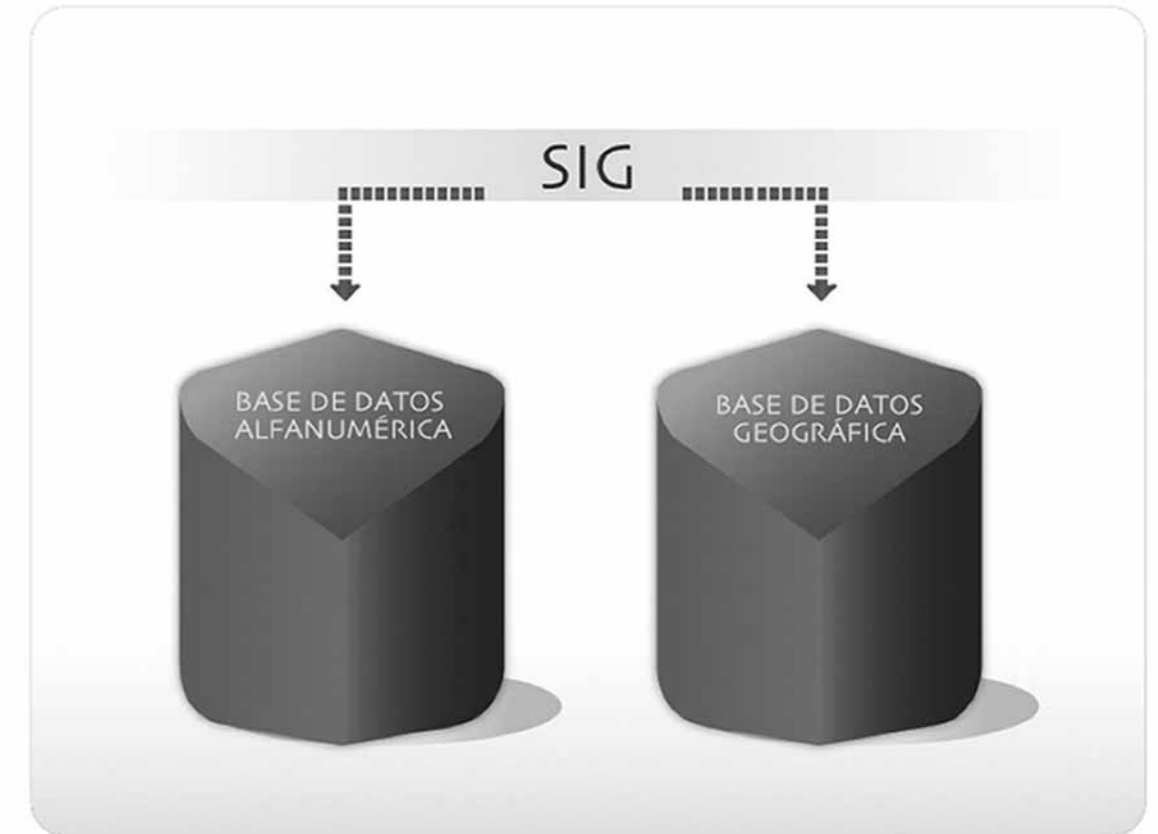 SIG
BASE DE DATOS
ALFANUMÉRICA
BASE DE DATOS
GEOGRÁFICA